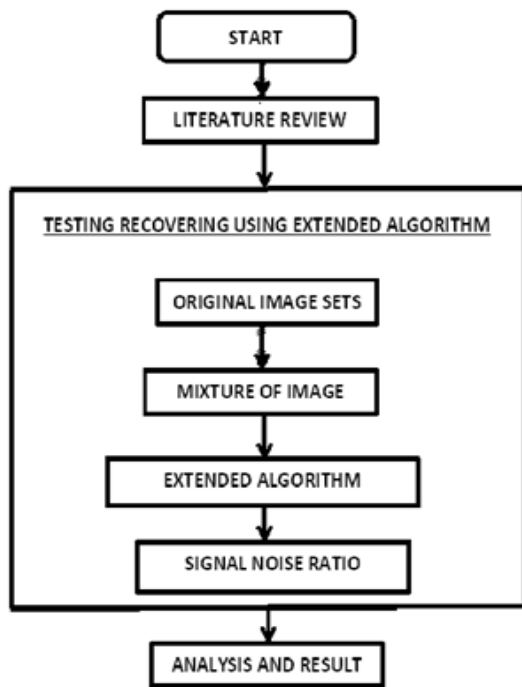 START
LITERATURE REVIEW
TESTING RECOVERING USING EXTENDED ALGORITHM
ORIGINAL IMAGE SETS
MIXTURE OF IMAGE
EXTENDED ALGORITHM
SIGNAL NOISE RATIO
ANALYSIS AND RESULT